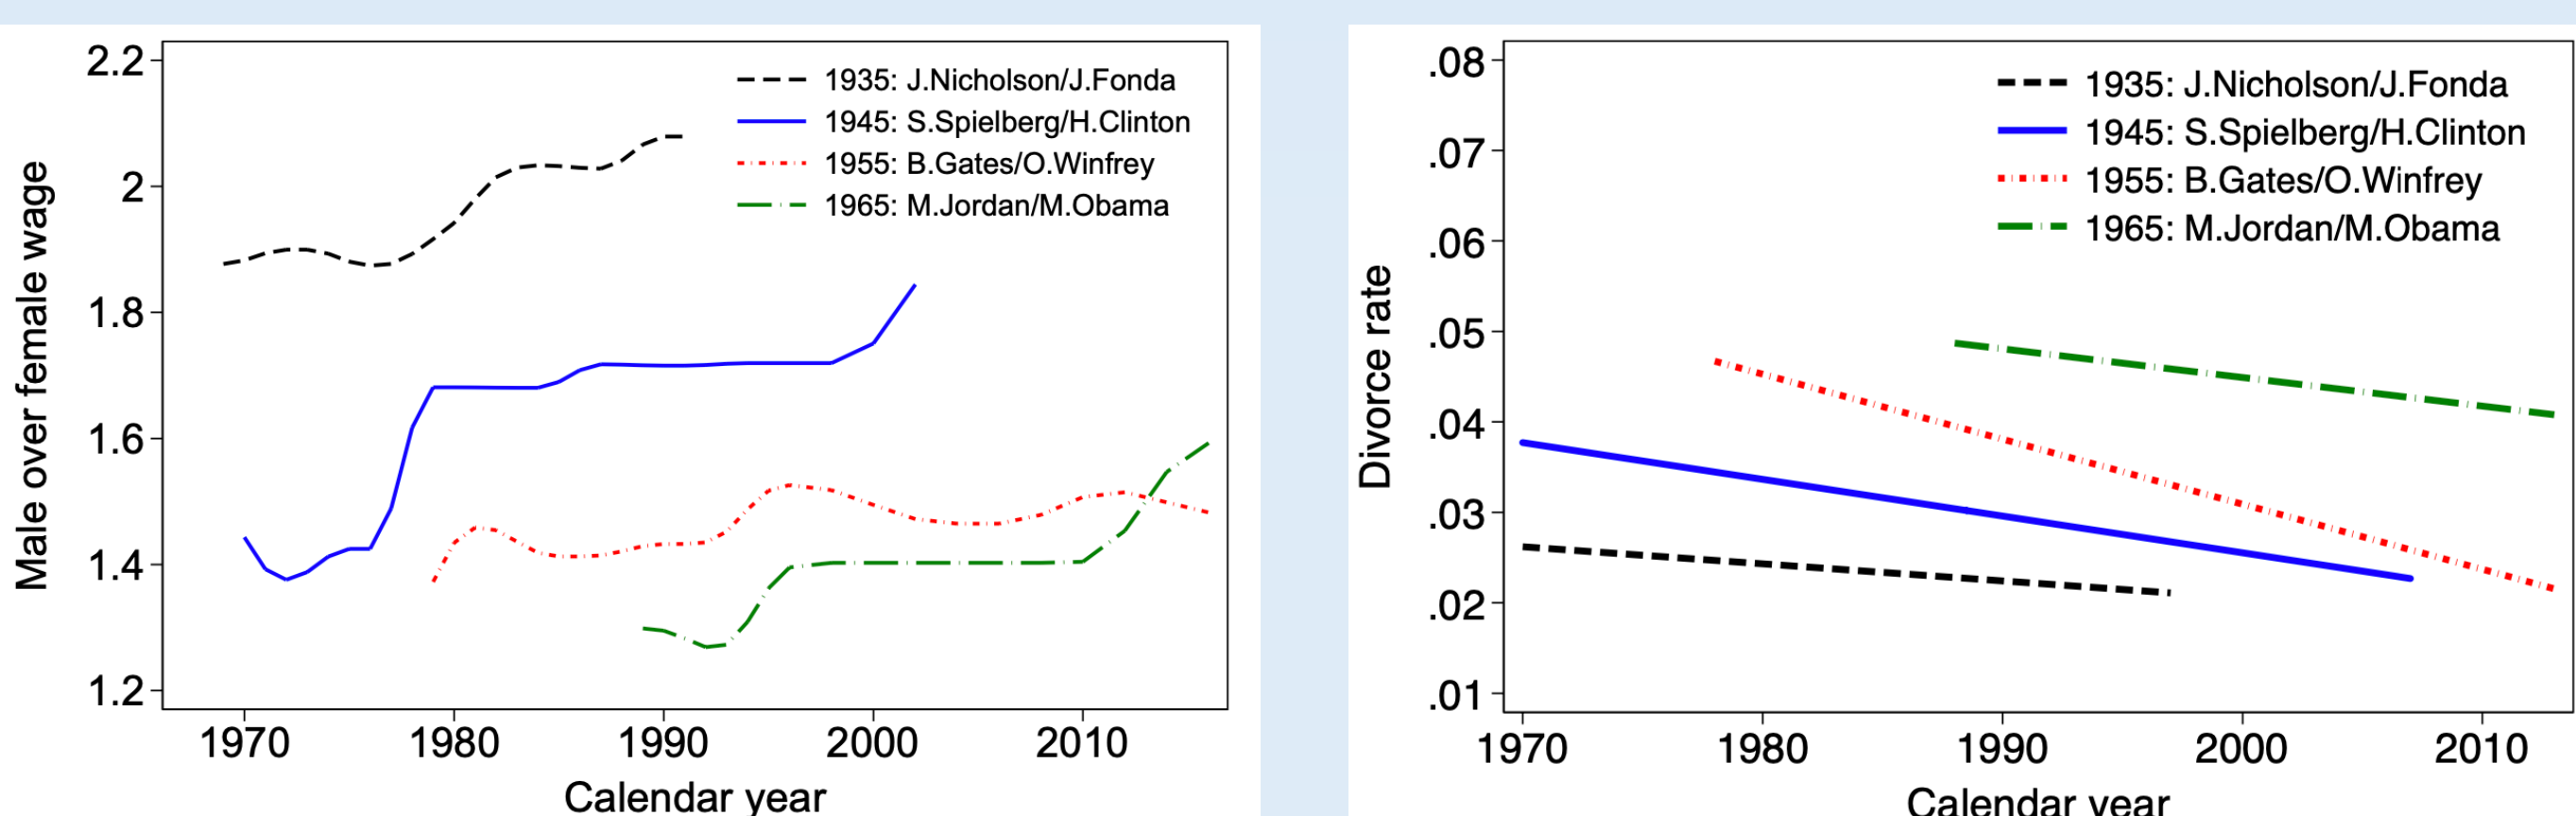 Male over female wage
2.2
2
1.8
1.6
1.4
1.2
1935: J.Nicholson/J.Fonda
1945: S.Spielberg/H.Clinton
1955: B.Gates/O.Winfrey
1965: M.Jordan/M.Obama
1970 1980 1990 2000 2010
Calendar year
Divorce rate
.08
.07
.06
.05
.04
.03
.02
.01
1935: J.Nicholson/J.Fonda
1945: S.Spielberg/H.Clinton
1955: B.Gates/O.Winfrey
1965: M.Jordan/M.Obama
1970 1980 1990 2000 2010
Calendar year